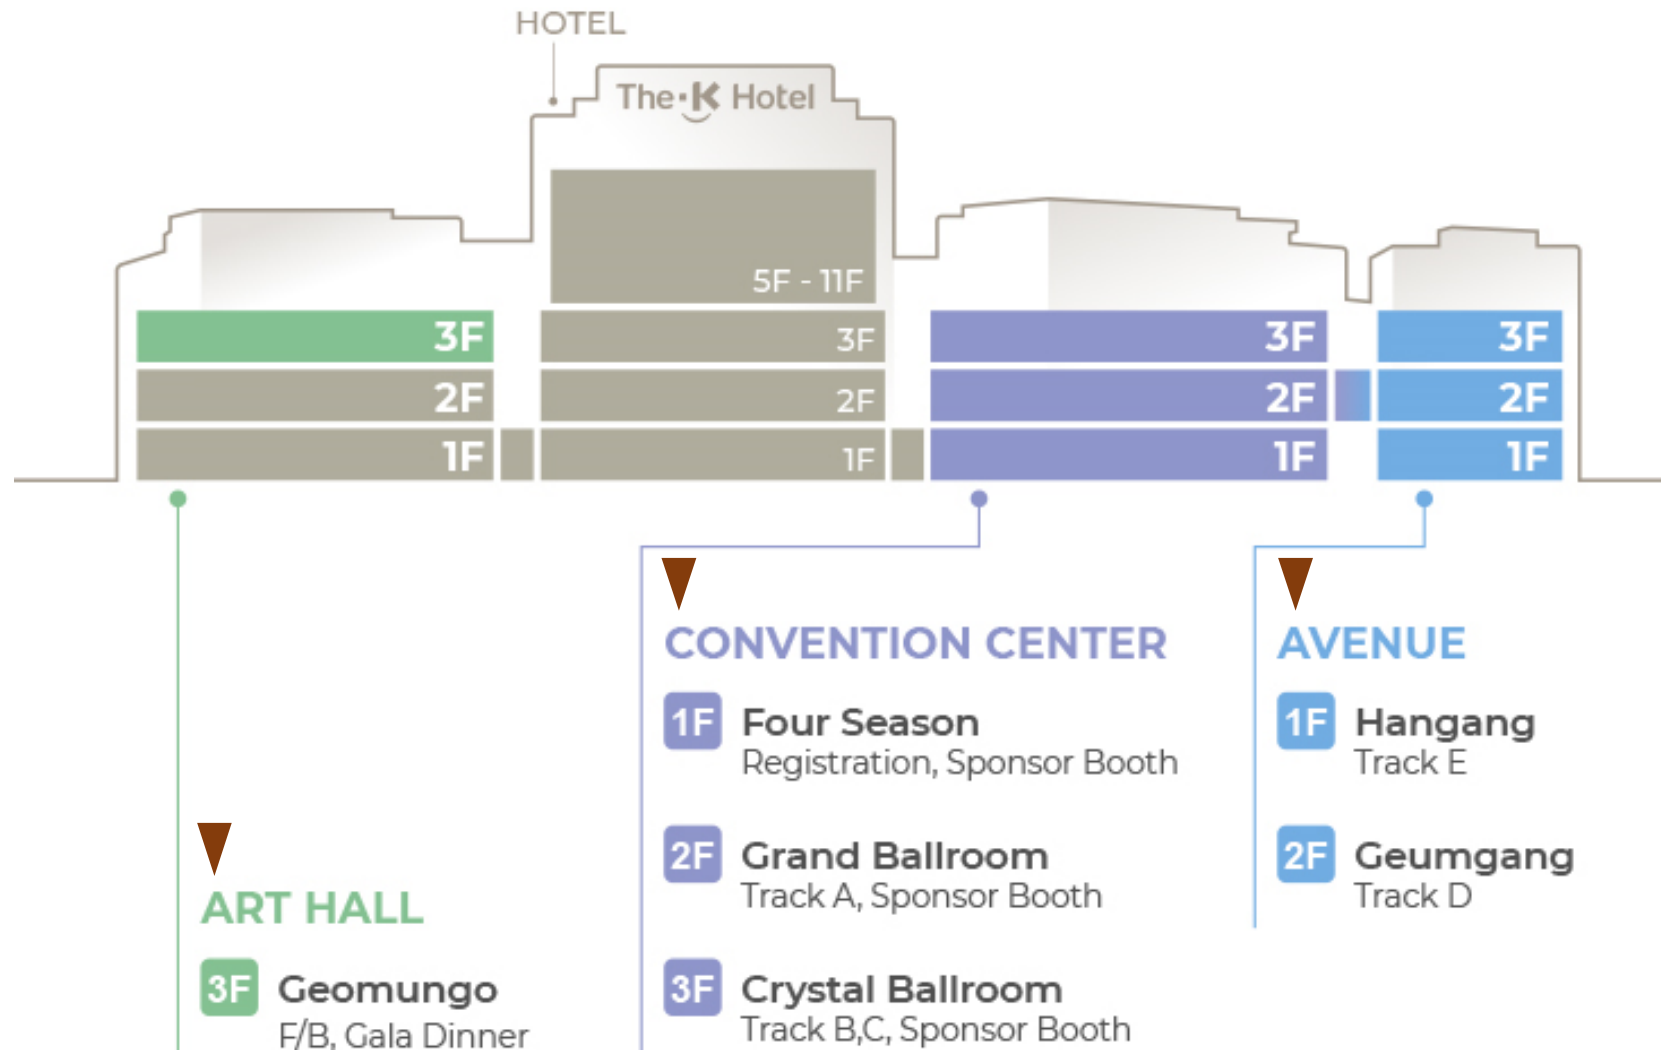 HOTEL
The K Hotel
5F - 11F
3F
3F
3F
3F
2F
2F
2F
2F
1F
1F
1F
1F
CONVENTION CENTER
1F Four Season
Registration, Sponsor Booth
2F Grand Ballroom
Track A, Sponsor Booth
3F Crystal Ballroom
Track B,C, Sponsor Booth
AVENUE
1F Hangang
Track E
2F Geumgang
Track D
ART HALL
3F Geomungo
F/B, Gala Dinner